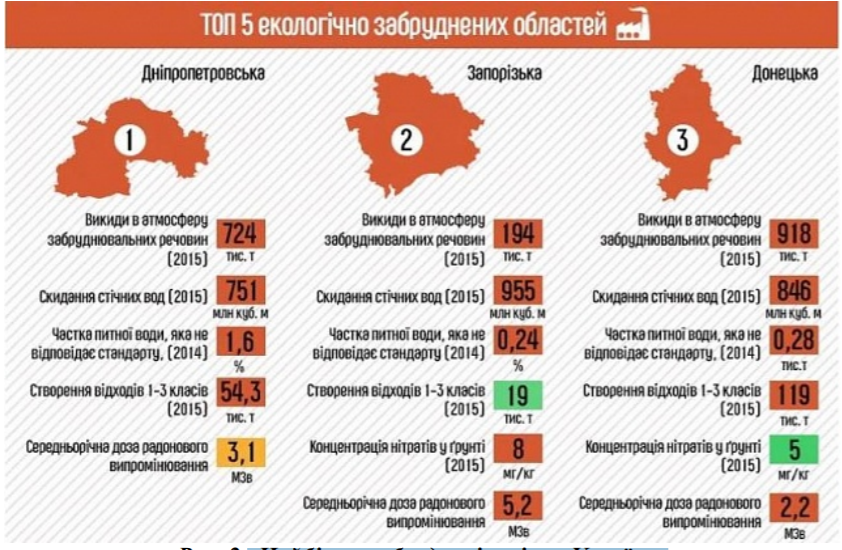 ТОП 5 екологічно забруднених областей
Дніпропетровська
1
Викиди в атмосферу
забруднювальних речовин
(2015)
724
тис. т
Скидання стічних вод (2015)
751
млн куб. м
Частка питної води, яка не
відповідає стандарту, (2014)
1,6
%
Створення відходів 1-3 класів
(2015)
54,3
тис. т
Середньорічна доза радонового
випромінювання
3,1
МЗв
Запорізька
2
Викиди в атмосферу
забруднювальних речовин
(2015)
194
тис. т
Скидання стічних вод (2015)
955
млн куб. м
Частка питної води, яка не
відповідає стандарту, (2014)
0,24
%
Створення відходів 1-3 класів
(2015)
19
тис. т
Концентрація нітратів у ґрунті
(2015)
8
мг/кг
Середньорічна доза радонового
випромінювання
5,2
МЗв
Донецька
3
Викиди в атмосферу
забруднювальних речовин
(2015)
918
тис. т
Скидання стічних вод (2015)
846
млн куб. м
Частка питної води, яка не
відповідає стандарту, (2014)
0,28
тис.т
Створення відходів 1-3 класів
(2015)
119
тис. т
Концентрація нітратів у ґрунті
(2015)
5
мг/кг
Середньорічна доза радонового
випромінювання
2,2
МЗв